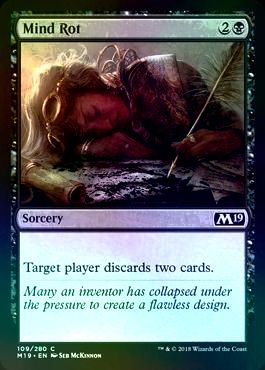 Mind Rot 2
Sorcery M19
Target player discards two cards.
Many an inventor has collapsed under
the pressure to create a flawless design.
109/280 C
M19 • EN Seb McKinnon
™ & © 2018 Wizards of the Coast